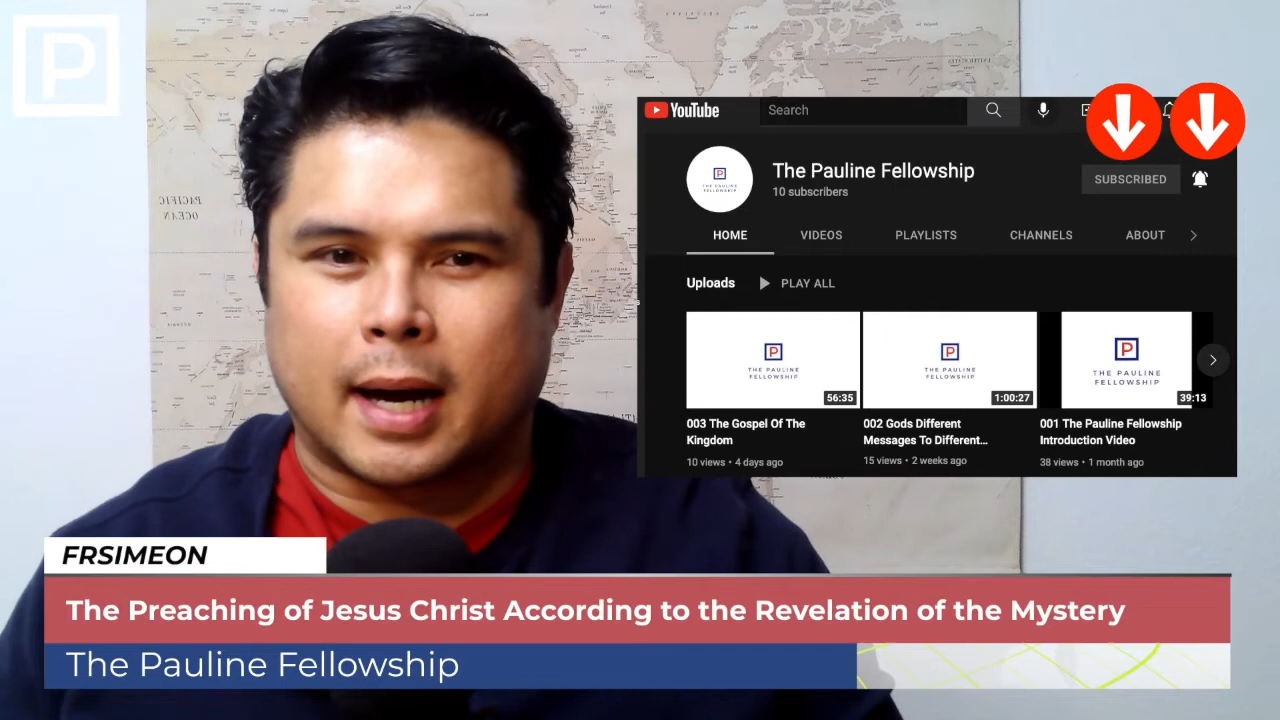 P
PACIFIC
OCEAN
YouTube
Search
The Pauline Fellowship
10 subscribers
SUBSCRIBED
HOME
VIDEOS
PLAYLISTS
CHANNELS
ABOUT
Uploads
PLAY ALL
P
THE PAULINE
FELLOWSHIP
56:35
P
THE PAULINE
FELLOWSHIP
1:00:27
P
THE PAULINE
FELLOWSHIP
39:13
003 The Gospel Of The
Kingdom
10 views • 4 days ago
002 Gods Different
Messages To Different...
15 views • 2 weeks ago
001 The Pauline Fellowship
Introduction Video
38 views • 1 month ago
FRSIMEON
The Preaching of Jesus Christ According to the Revelation of the Mystery
The Pauline Fellowship